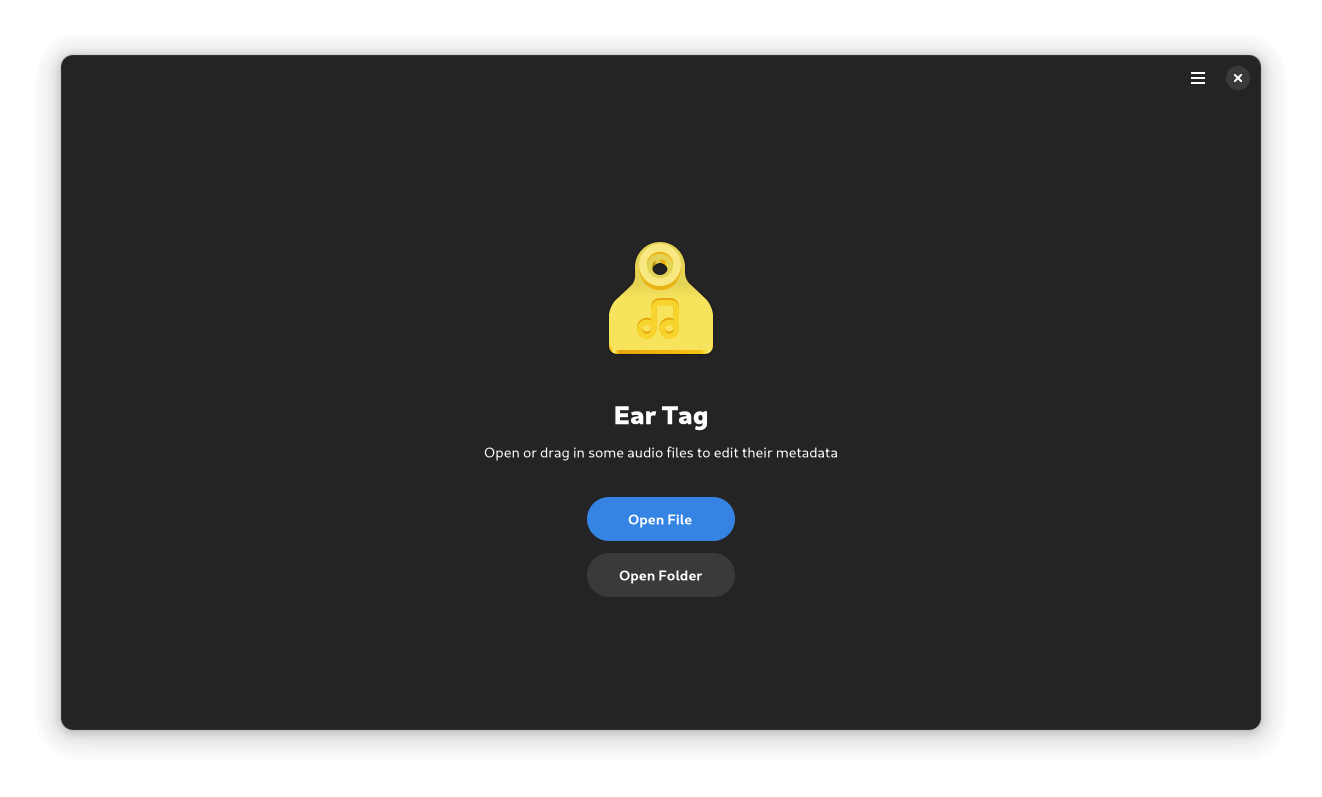 Ear Tag
Open or drag in some audio files to edit their metadata
Open File
Open Folder